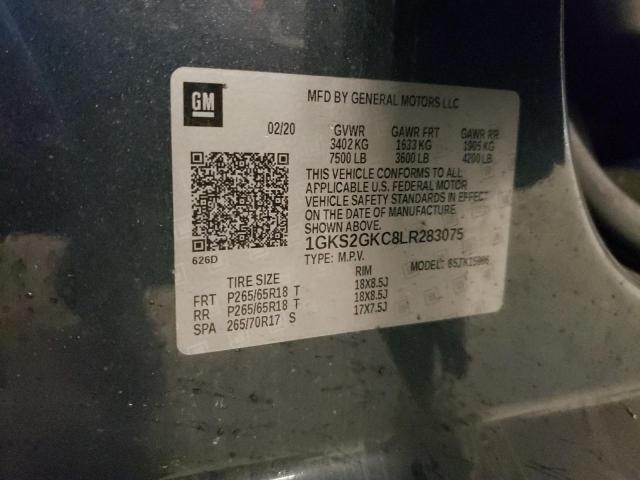 GM
MFD BY GENERAL MOTORS LLC
02/20 GVWR GAWR FRT GAWR RR
3402 KG 1633 KG 1905 KG
7500 LB 3600 LB 4200 LB
THIS VEHICLE CONFORMS TO ALL
APPLICABLE U.S. FEDERAL MOTOR
VEHICLE SAFETY STANDARDS IN EFFECT
ON THE DATE OF MANUFACTURE
SHOWN ABOVE.
1GKS2GKC8LR283075
626D
TYPE: M.P.V. MODEL:
TIRE SIZE RIM
FRT P265/65R18 T 18X8.5J
RR P265/65R18 T 18X8.5J
SPA 265/70R17 S 17X7.5J